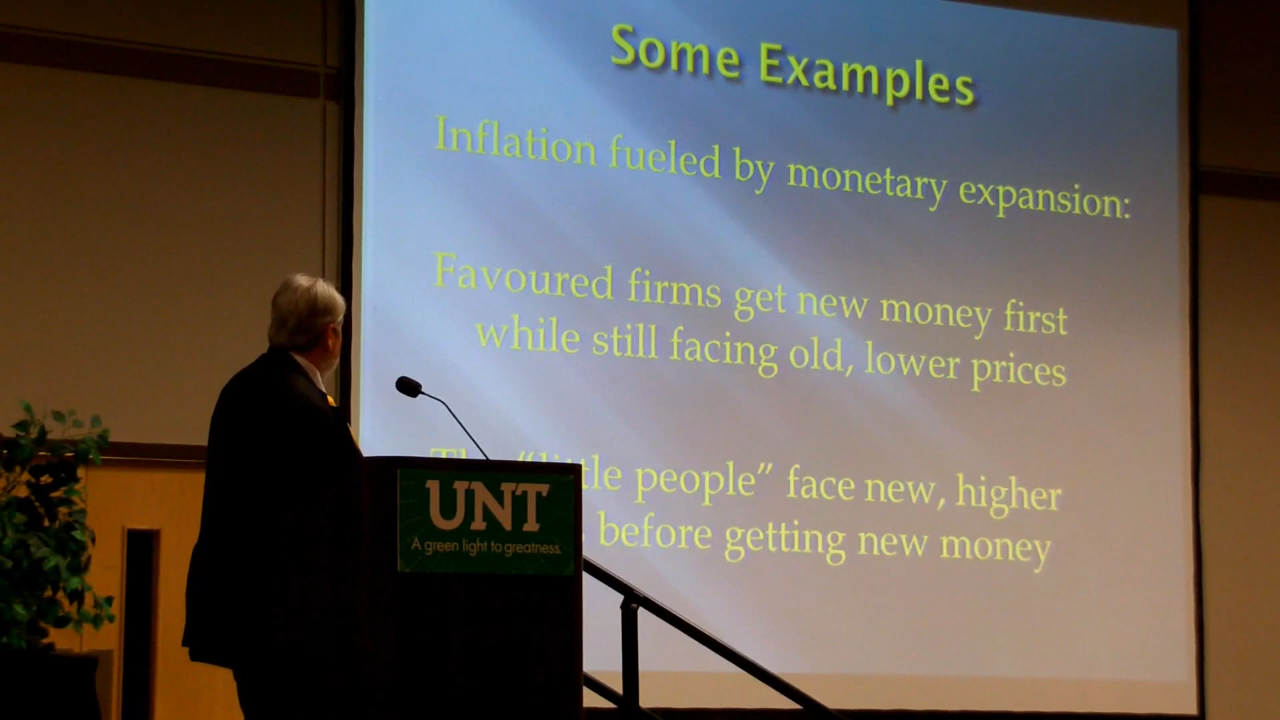 Some Examples
Inflation fueled by monetary expansion:
Favoured firms get new money first
while still facing old, lower prices
The “little people” face new, higher
before getting new money
UNT
A green light to greatness.